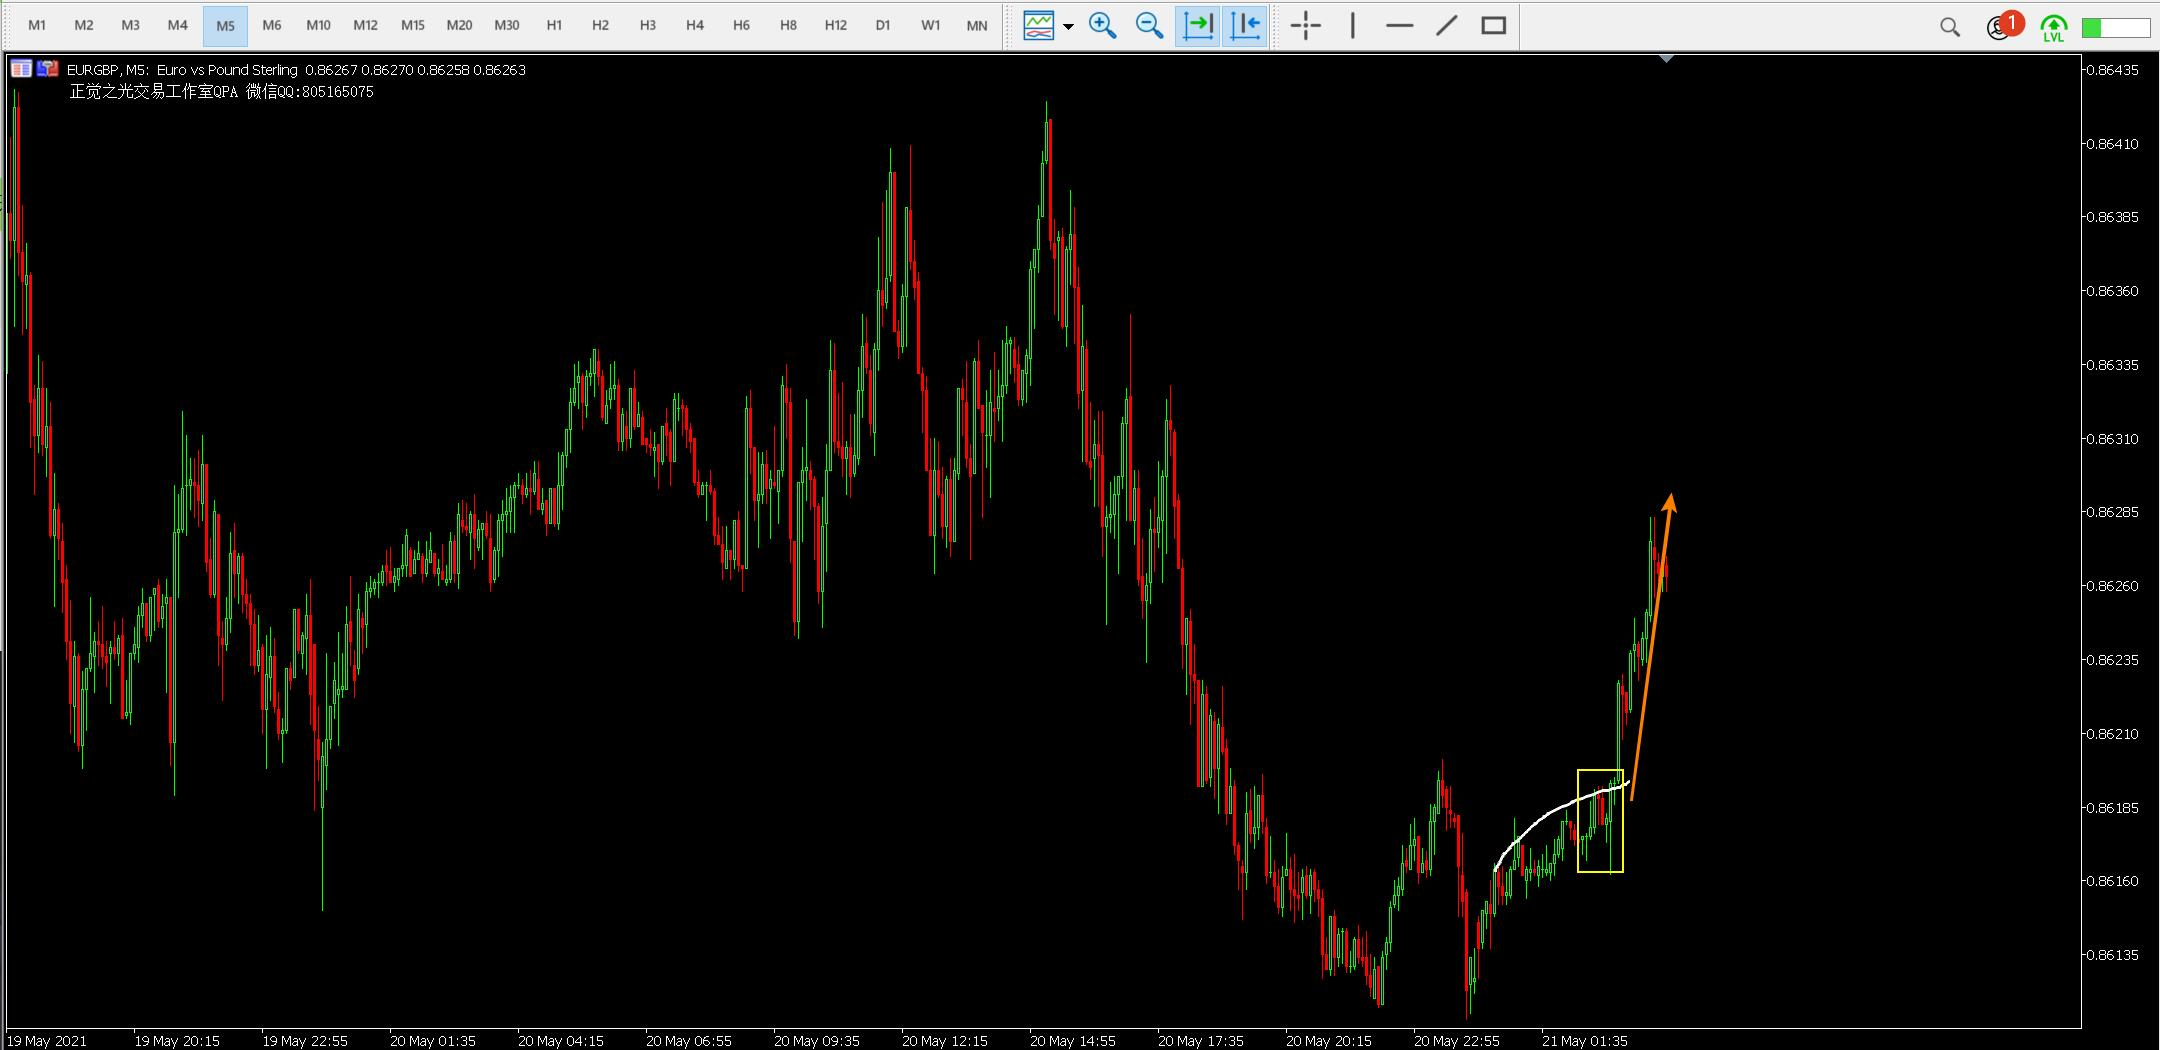 M1 M2 M3 M4 M5 M6 M10 M12 M15 M20 M30 H1 H2 H3 H4 H6 H8 H12 D1 W1 MN
1
LVL
EURGBP, M5: Euro vs Pound Sterling 0.86267 0.86270 0.86258 0.86263
正觉之光交易工作室QPA 微信QQ:805165075
0.86435
0.86410
0.86385
0.86360
0.86335
0.86310
0.86285
0.86260
0.86235
0.86210
0.86185
0.86160
0.86135
19 May 2021 19 May 20:15 19 May 22:55 20 May 01:35 20 May 04:15 20 May 06:55 20 May 09:35 20 May 12:15 20 May 14:55 20 May 17:35 20 May 20:15 20 May 22:55 21 May 01:35